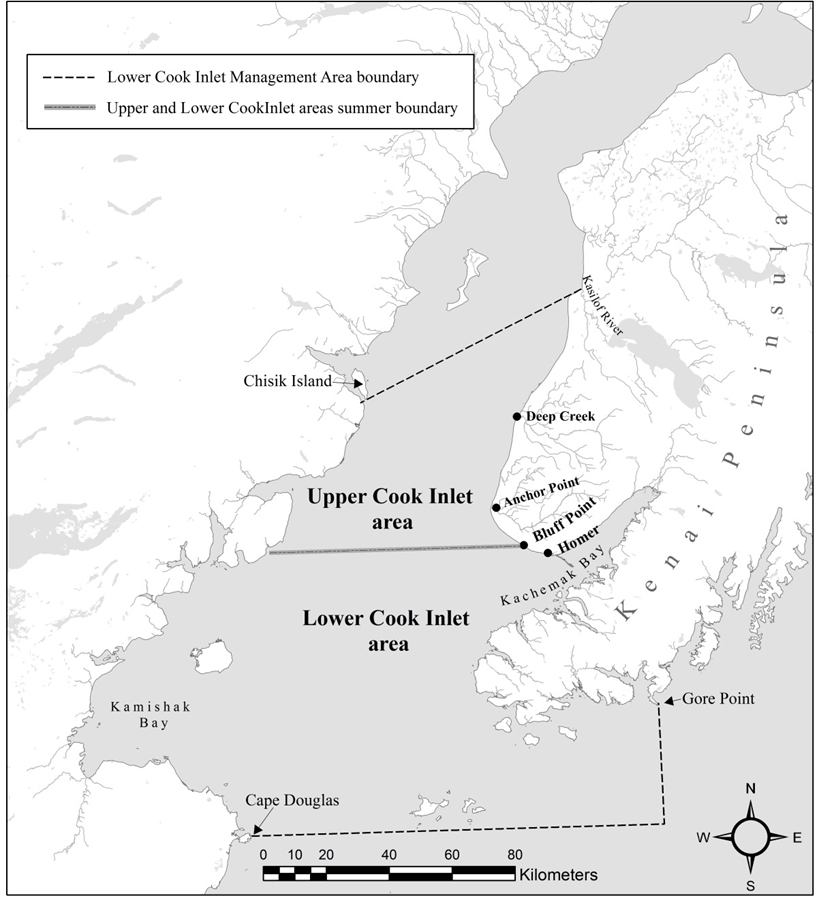 Lower Cook Inlet Management Area boundary
Upper and Lower CookInlet areas summer boundary
Kasilof River
Chisik Island
Deep Creek
Upper Cook Inlet
area
Anchor Point
Bluff Point
Homer
Kachemak Bay
Kenai Peninsula
Lower Cook Inlet
area
Gore Point
Kamishak
Bay
Cape Douglas
N
W
E
S
0 10 20 40 60 80
Kilometers